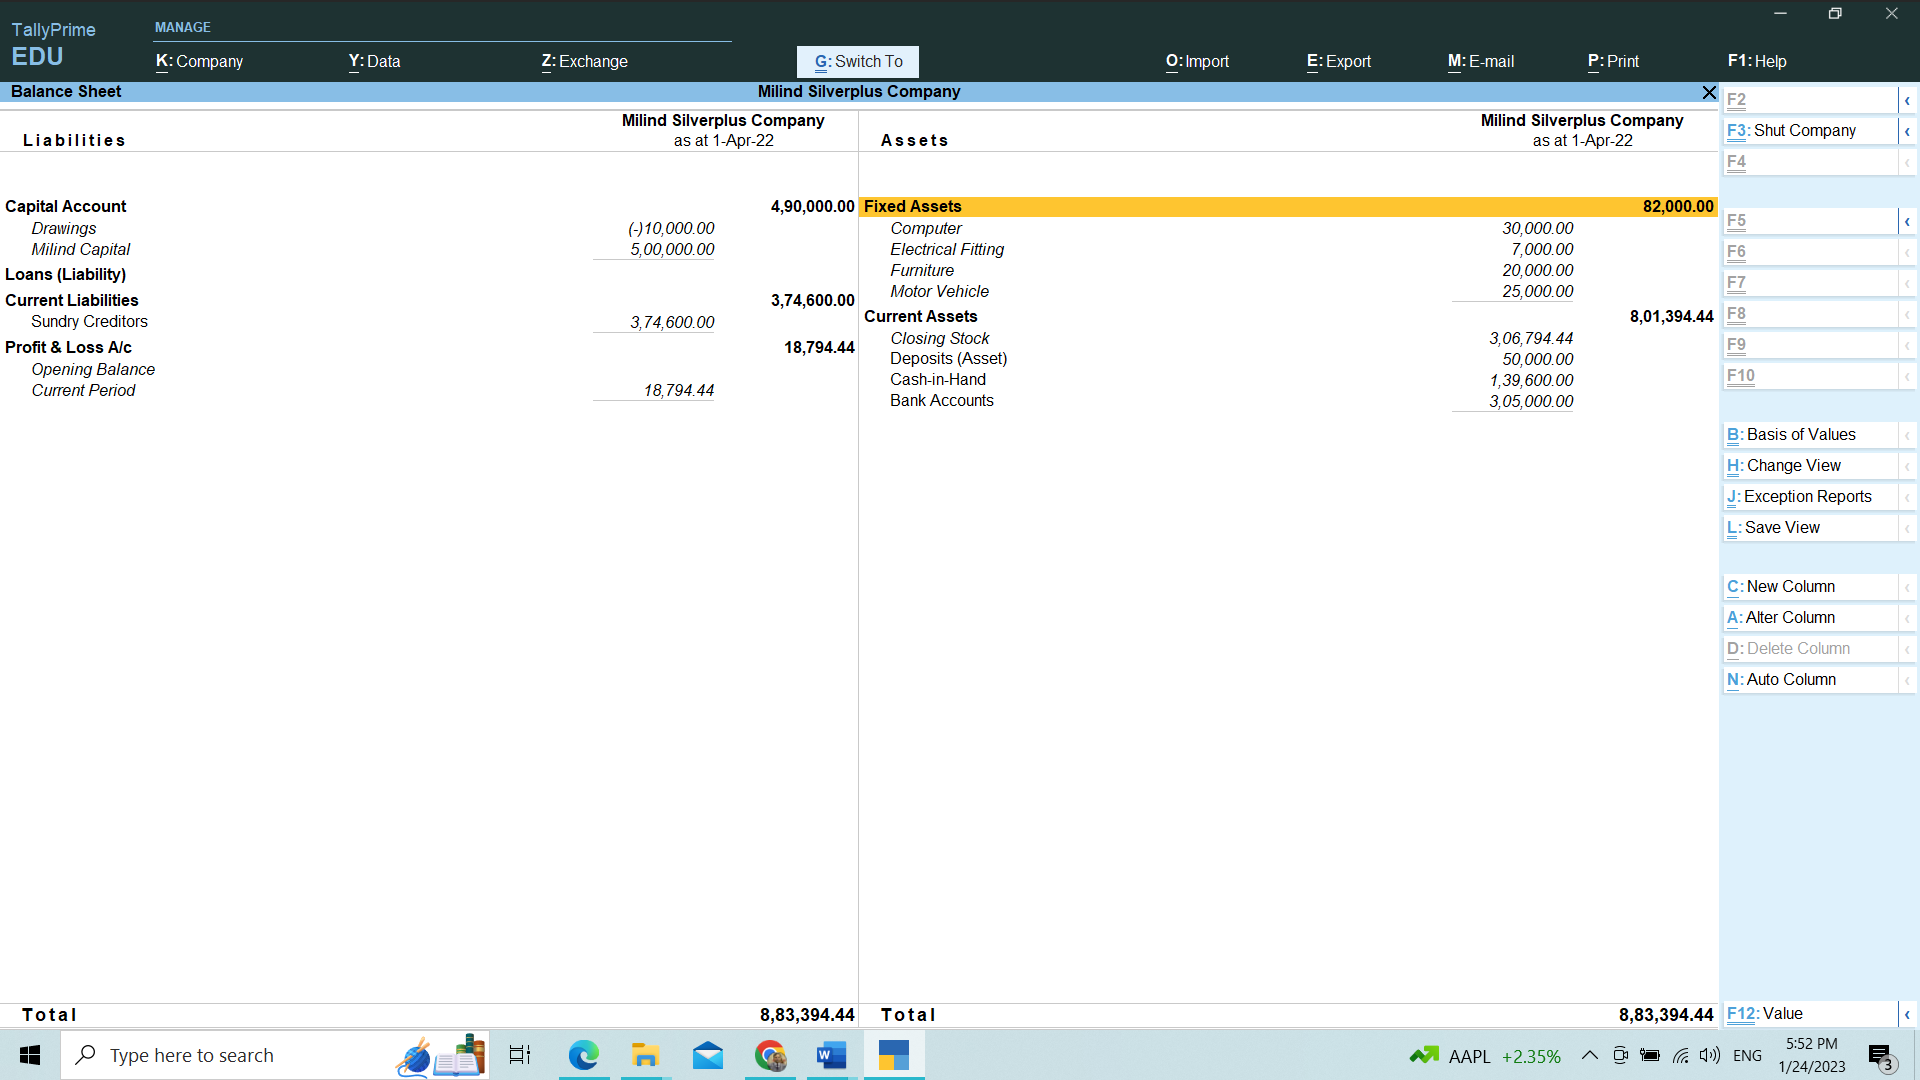 TallyPrime
EDU
MANAGE
K: Company
Y: Data
Z: Exchange
G: Switch To
O: Import
E: Export
M: E-mail
P: Print
F1: Help
Balance Sheet
Milind Silverplus Company
Liabilities
Milind Silverplus Company
as at 1-Apr-22
Capital Account 4,90,000.00
Drawings (-)10,000.00
Milind Capital 5,00,000.00
Loans (Liability)
Current Liabilities 3,74,600.00
Sundry Creditors 3,74,600.00
Profit & Loss A/c 18,794.44
Opening Balance
Current Period 18,794.44
Total 8,83,394.44
Assets
Milind Silverplus Company
as at 1-Apr-22
Fixed Assets 82,000.00
Computer 30,000.00
Electrical Fitting 7,000.00
Furniture 20,000.00
Motor Vehicle 25,000.00
Current Assets 8,01,394.44
Closing Stock 3,06,794.44
Deposits (Asset) 50,000.00
Cash-in-Hand 1,39,600.00
Bank Accounts 3,05,000.00
Total 8,83,394.44
F2
F3: Shut Company
F4
F5
F6
F7
F8
F9
F10
B: Basis of Values
H: Change View
J: Exception Reports
L: Save View
C: New Column
A: Alter Column
D: Delete Column
N: Auto Column
F12: Value
Type here to search
W
AAPL +2.35%
ENG
5:52 PM
1/24/2023
3